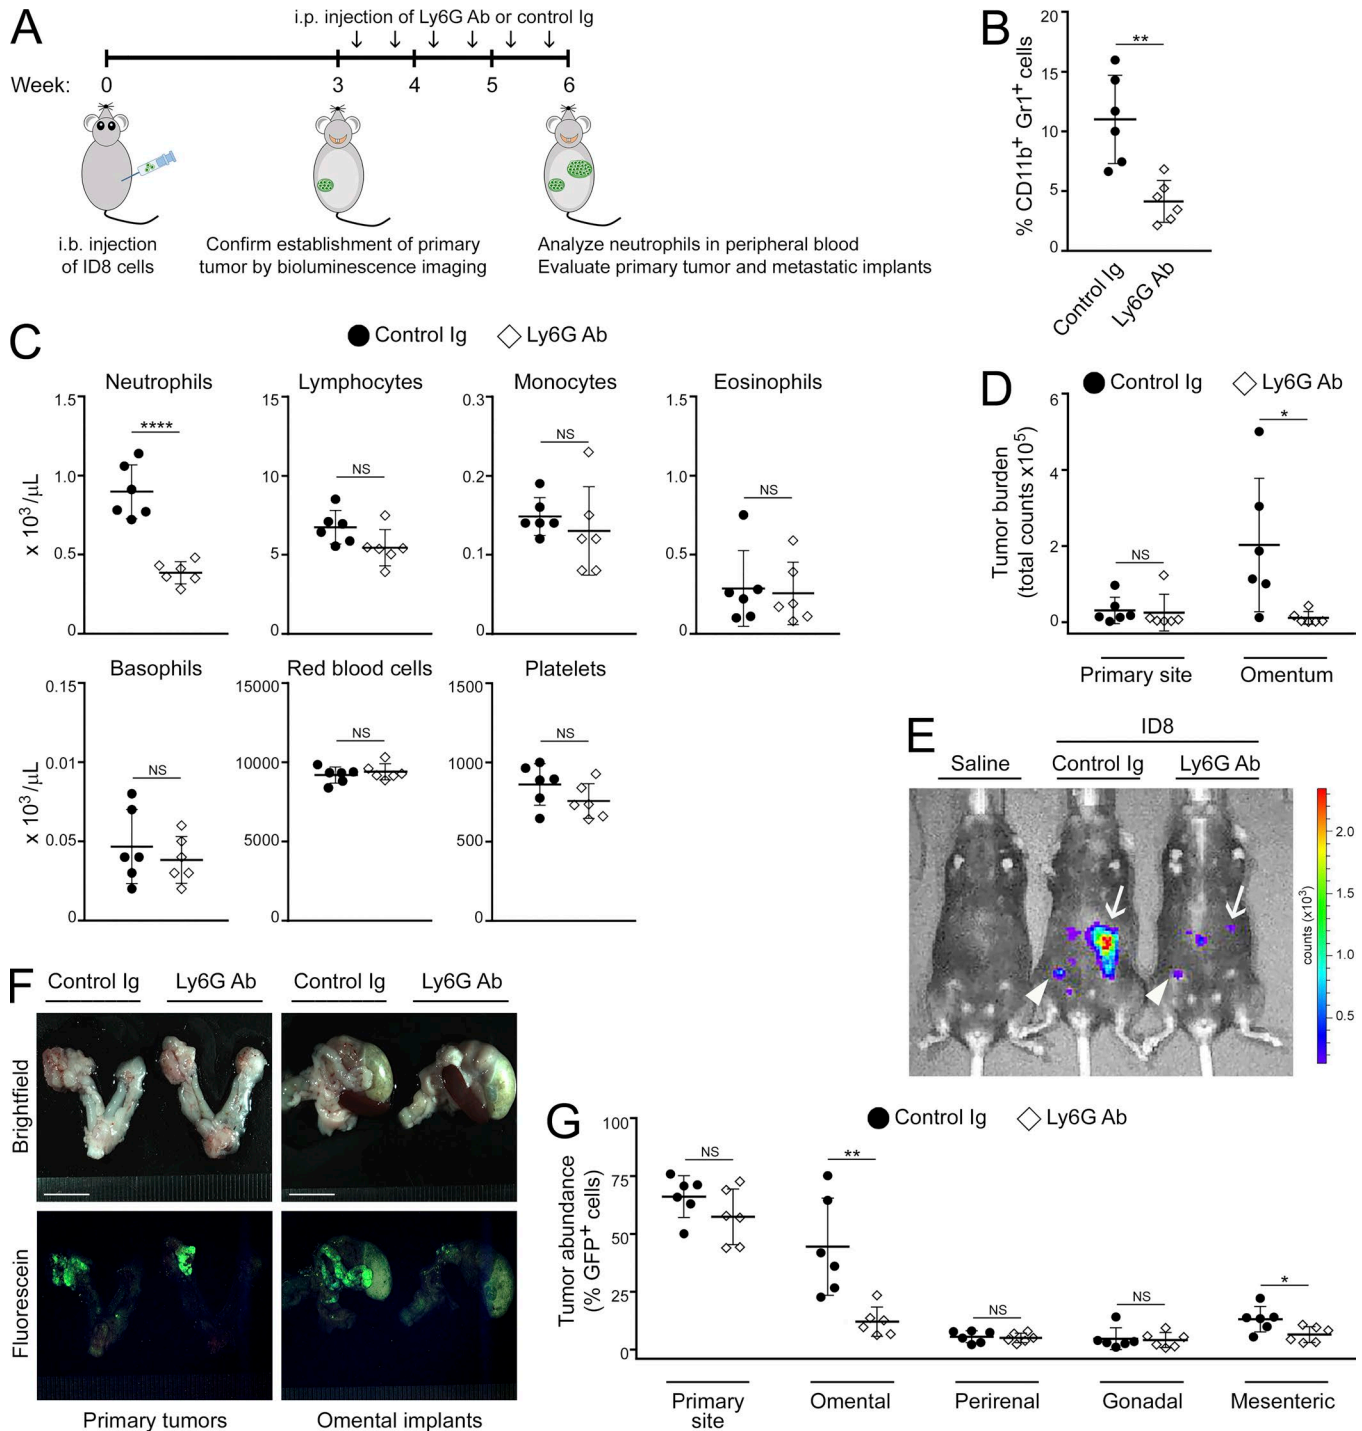 A
i.p. injection of Ly6G Ab or control Ig
Week: 0 3 4 5 6
i.b. injection
of ID8 cells
Confirm establishment of primary
tumor by bioluminescence imaging
Analyze neutrophils in peripheral blood
Evaluate primary tumor and metastatic implants
B
% CD11b+ Gr1+ cells
20
15
10
5
0
**
Control Ig
Ly6G Ab
C
Control Ig Ly6G Ab
Neutrophils
x 10³/μL
1.5
1.0
0.5
0
****
Lymphocytes
15
10
5
0
NS
Monocytes
0.3
0.2
0.1
0
NS
Eosinophils
1.5
1.0
0.5
0
NS
Basophils
x 10³/μL
0.15
0.01
0.05
0
NS
Red blood cells
15000
10000
5000
0
NS
Platelets
1500
1000
500
0
NS
D
Control Ig Ly6G Ab
Tumor burden
(total counts x10⁵)
6
4
2
0
NS
*
Primary site
Omentum
E
ID8
Saline Control Ig Ly6G Ab
counts (x10³)
2.0
1.5
1.0
0.5
F
Control Ig Ly6G Ab Control Ig Ly6G Ab
Brightfield
Fluorescein
Primary tumors
Omental implants
G
Control Ig Ly6G Ab
Tumor abundance
(% GFP+ cells)
100
75
50
25
0
NS
**
NS
NS
*
Primary
site
Omental
Perirenal
Gonadal
Mesenteric